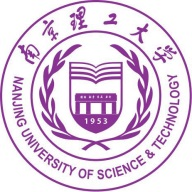 南京理工大学
1953
NANJING UNIVERSITY OF SCIENCE & TECHNOLOGY